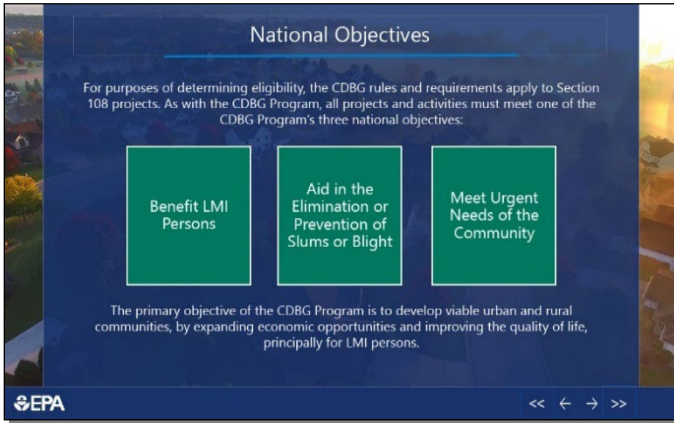 National Objectives
For purposes of determining eligibility, the CDBG rules and requirements apply to Section
108 projects. As with the CDBG Program, all projects and activities must meet one of the
CDBG Program's three national objectives:
Benefit LMI
Persons
Aid in the
Elimination or
Prevention of
Slums or Blight
Meet Urgent
Needs of the
Community
The primary objective of the CDBG Program is to develop viable urban and rural
communities, by expanding economic opportunities and improving the quality of life,
principally for LMI persons.
EPA
<< ← → >>